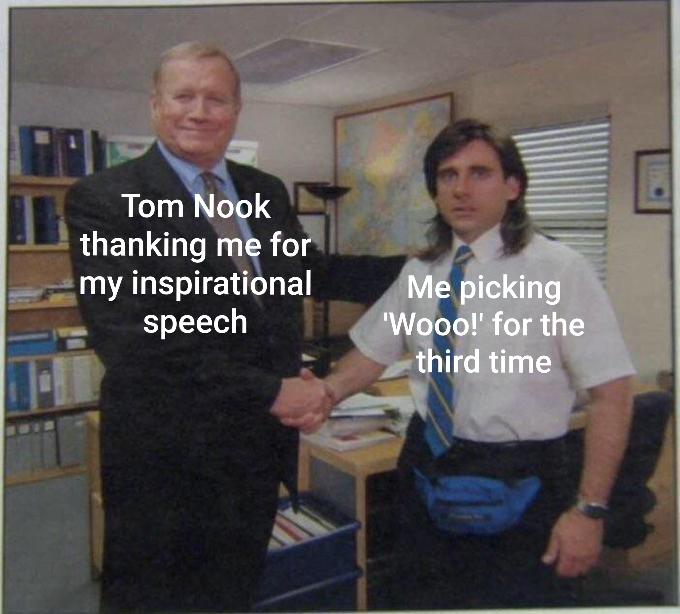 Tom Nook
thanking me for
my inspirational
speech
Me picking
'Wooo!' for the
third time